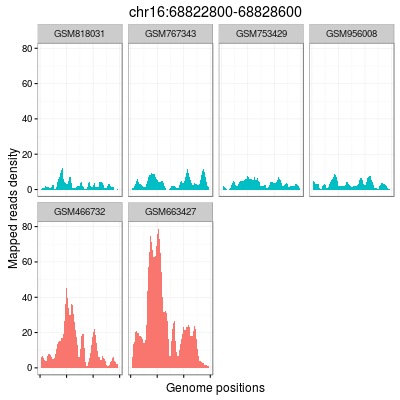 chr16:68822800-68828600
GSM818031 GSM767343 GSM753429 GSM956008
80
60
40
20
0
Mapped reads density
GSM466732 GSM663427
80
60
40
20
0
Genome positions